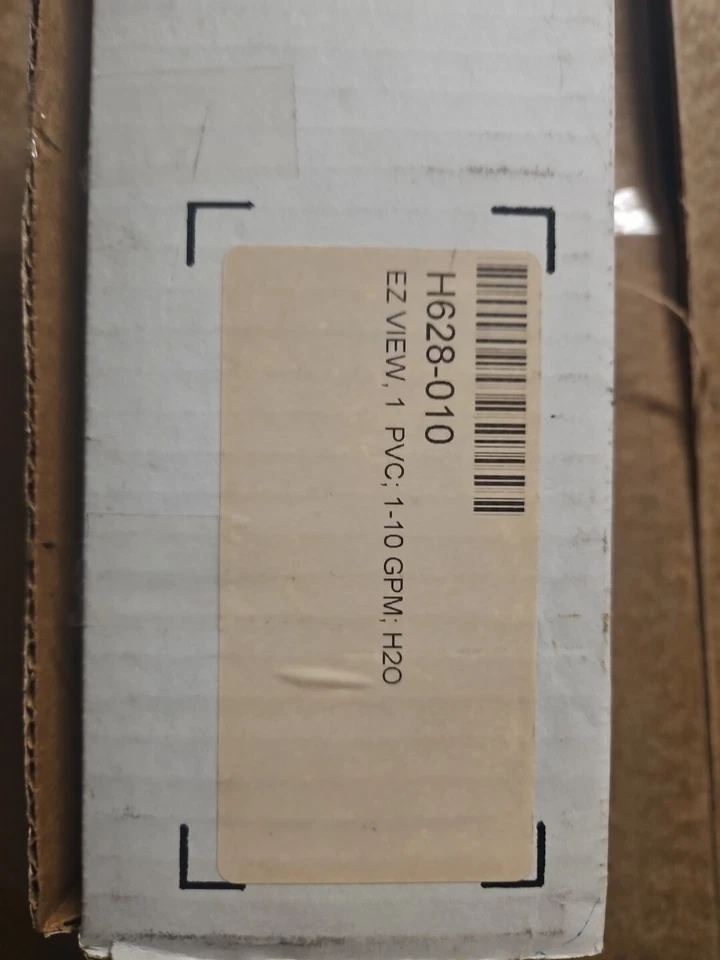 H628-010
EZ VIEW, 1 PVC; 1-10 GPM; H2O